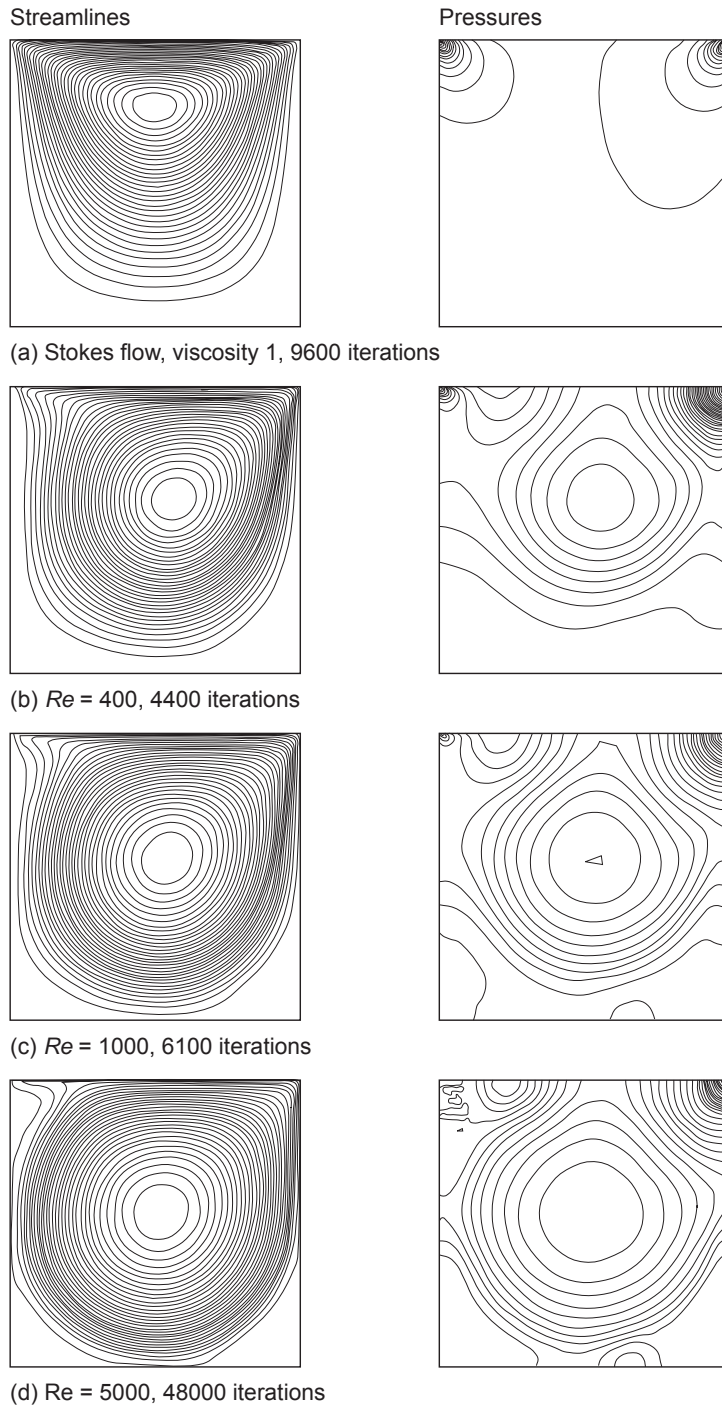 Streamlines
Pressures
(a) Stokes flow, viscosity 1, 9600 iterations
(b) Re = 400, 4400 iterations
(c) Re = 1000, 6100 iterations
(d) Re = 5000, 48000 iterations